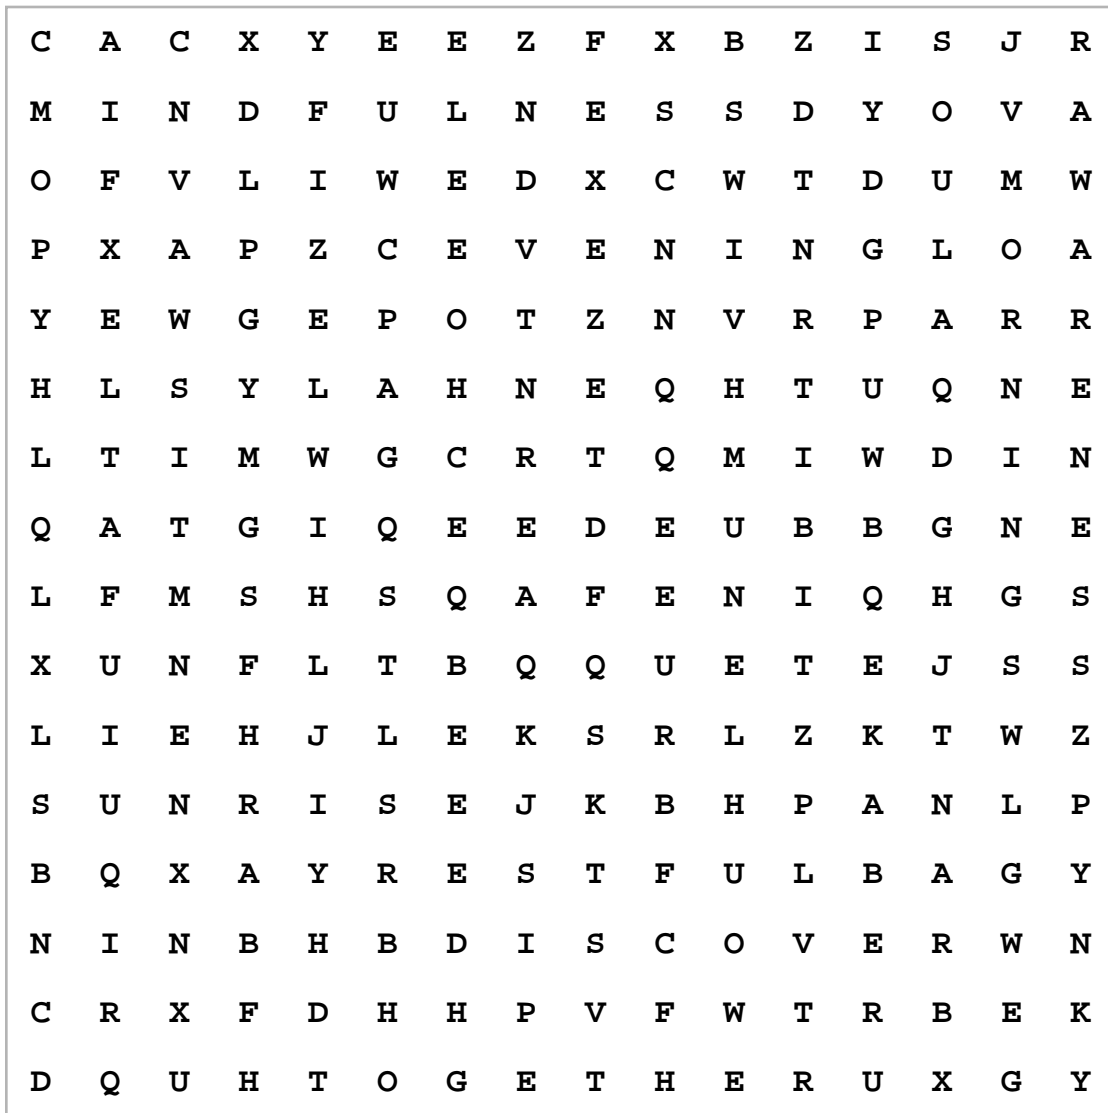 C A C X Y E E Z F X B Z I S J R
M I N D F U L N E S S D Y O V A
O F V L I W E D X C W T D U M W
P X A P Z C E V E N I N G L O A
Y E W G E P O T Z N V R P A R R
H L S Y L A H N E Q H T U Q N E
L T I M W G C R T Q M I W D I N
Q A T G I Q E E D E U B B G N E
L F M S H S Q A F E N I Q H G S
X U N F L T B Q Q U E T E J S S
L I E H J L E K S R L Z K T W Z
S U N R I S E J K B H P A N L P
B Q X A Y R E S T F U L B A G Y
N I N B H B D I S C O V E R W N
C R X F D H H P V F W T R B E K
D Q U H T O G E T H E R U X G Y